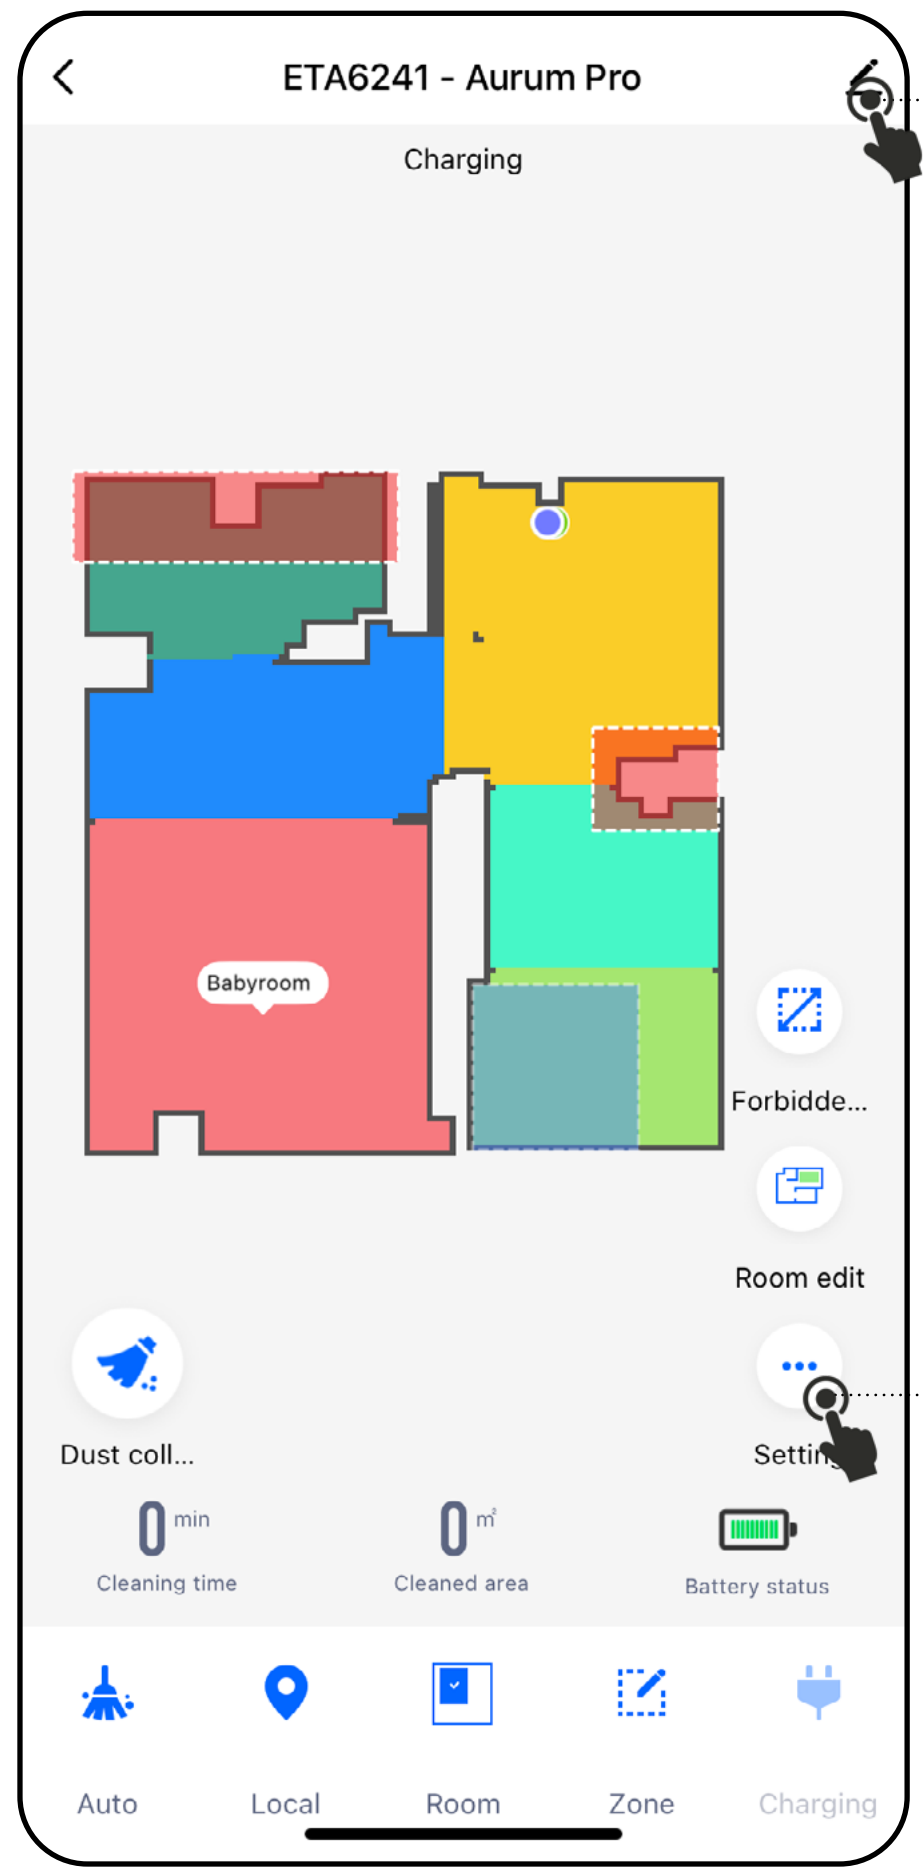 ETA6241 - Aurum Pro
Charging
Babyroom
Forbidde...
Room edit
Dust coll...
Setting
0 min
0 m²
Cleaning time
Cleaned area
Battery status
Auto
Local
Room
Zone
Charging